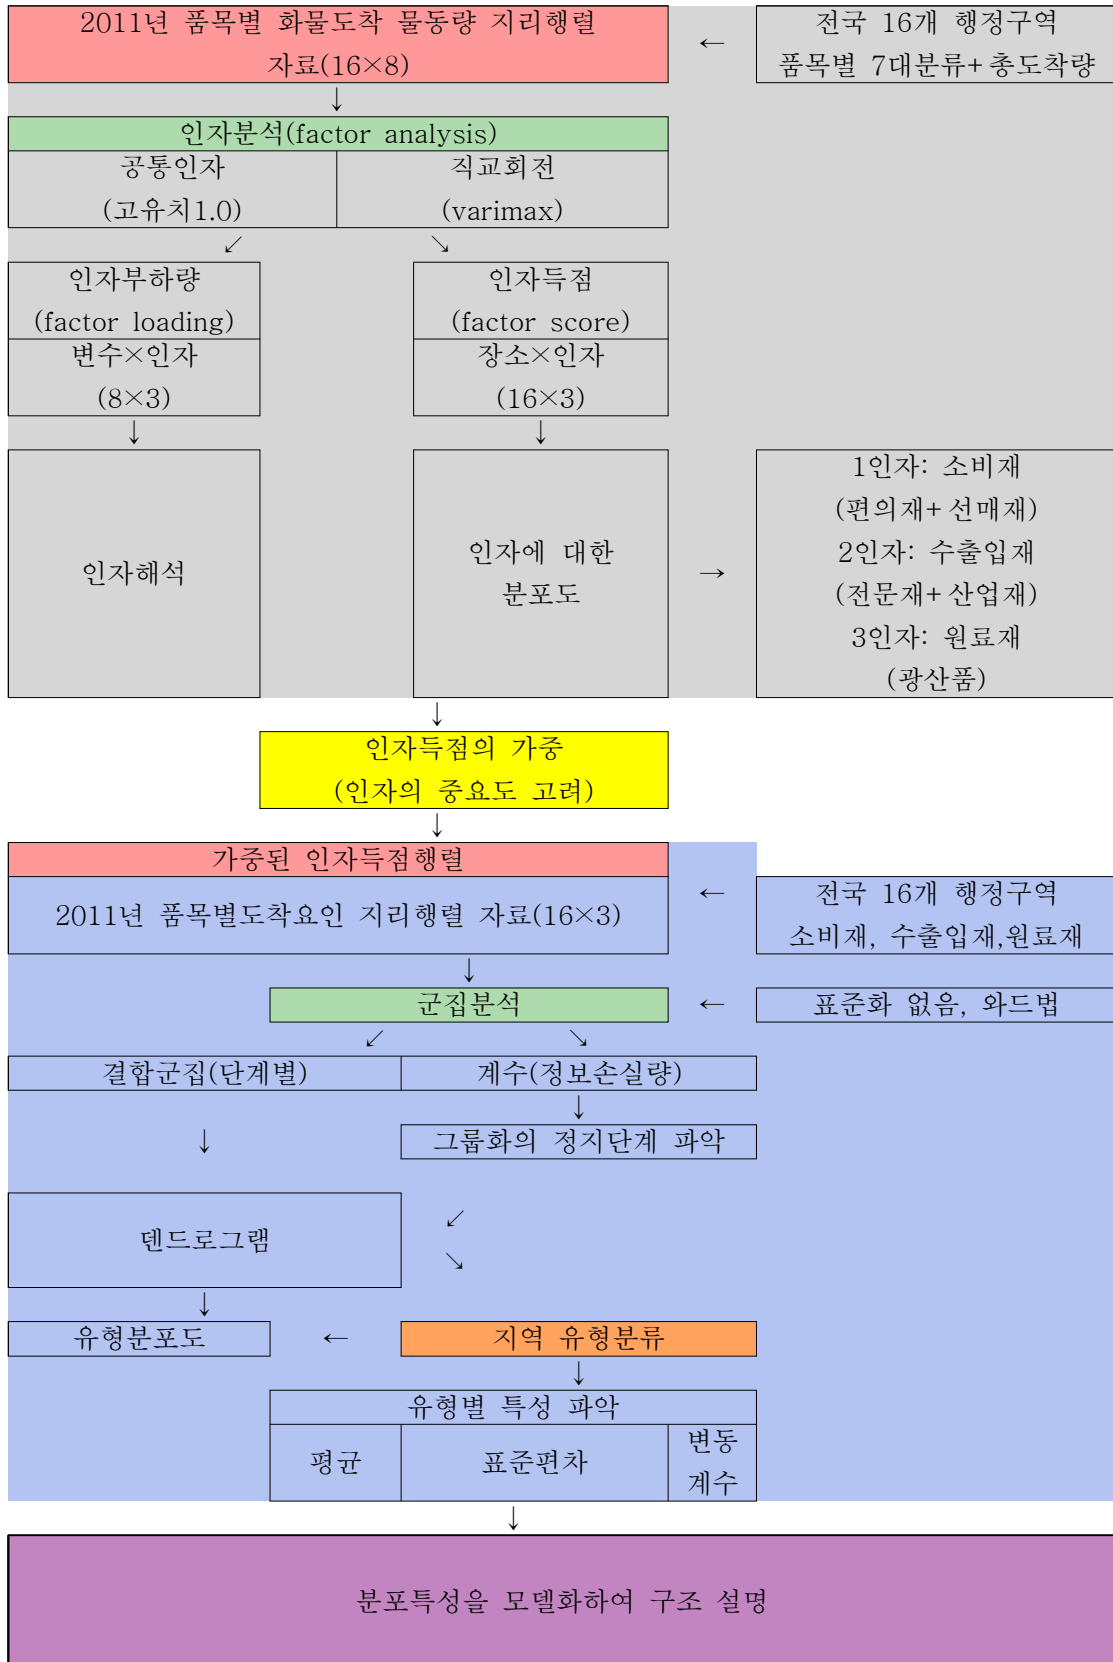 2011년 품목별 화물도착 물동량 지리행렬
자료(16×8)
←
전국 16개 행정구역
품목별 7대분류+총도착량
↓
인자분석(factor analysis)
공통인자
(고유치1.0)
직교회전
(varimax)
↙
↘
인자부하량
(factor loading)
변수×인자
(8×3)
인자득점
(factor score)
장소×인자
(16×3)
↓
↓
인자해석
인자에 대한
분포도
→
1인자: 소비재
(편의재+선매재)
2인자: 수출입재
(전문재+산업재)
3인자: 원료재
(광산품)
↓
인자득점의 가중
(인자의 중요도 고려)
↓
가중된 인자득점행렬
2011년 품목별도착요인 지리행렬 자료(16×3)
←
전국 16개 행정구역
소비재, 수출입재,원료재
↓
군집분석
←
표준화 없음, 와드법
↙
↘
결합군집(단계별)
계수(정보손실량)
↓
↓
그룹화의 정지단계 파악
덴드로그램
↙
↘
↓
유형분포도
←
지역 유형분류
↓
유형별 특성 파악
평균
표준편차
변동
계수
↓
분포특성을 모델화하여 구조 설명